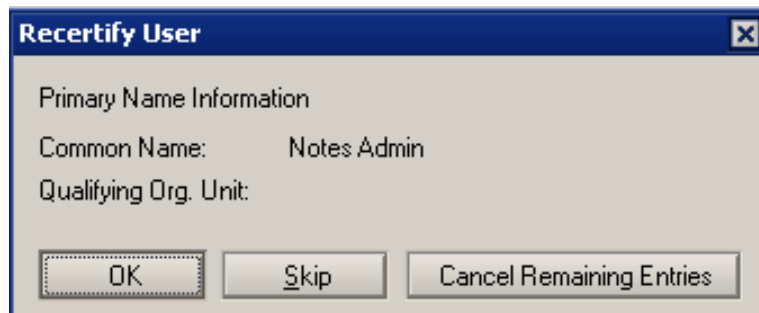 Recertify User
Primary Name Information
Common Name: Notes Admin
Qualifying Org. Unit:
OK Skip Cancel Remaining Entries